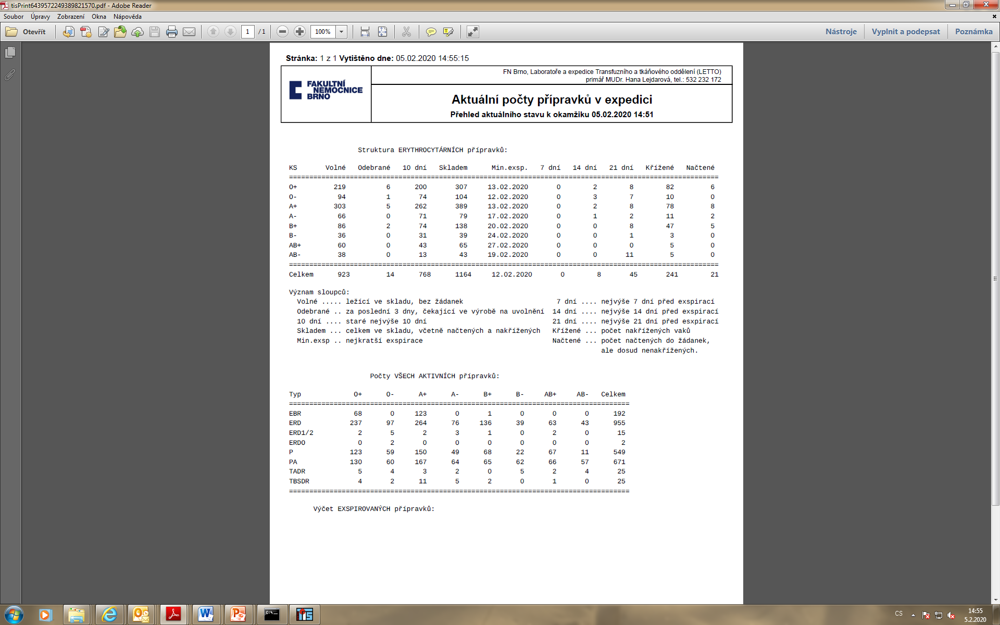 tisPrint6439572249389821570.pdf - Adobe Reader
Soubor Úpravy Zobrazení Okna Nápověda
Otevřít 1 / 1 100% Nástroje Vyplnit a podepsat Poznámka
Stránka: 1 z 1 Vytištěno dne: 05.02.2020 14:55:15
FAKULTNÍ
NEMOCNICE
BRNO
FN Brno, Laboratoře a expedice Transfuzního a tkáňového oddělení (LETTO)
primář MUDr. Hana Lejdarová, tel.: 532 232 172
Aktuální počty přípravků v expedici
Přehled aktuálního stavu k okamžiku 05.02.2020 14:51
Struktura ERYTHROCYTÁRNÍCH přípravků:
KS Volné Odebrané 10 dní Skladem Min.exsp. 7 dní 14 dní 21 dní Křížené Načtené
O+ 219 6 200 307 13.02.2020 0 2 8 82 6
O- 94 1 74 104 12.02.2020 0 3 7 10 0
A+ 303 5 262 389 13.02.2020 0 2 8 78 8
A- 66 0 71 79 17.02.2020 0 1 2 11 2
B+ 86 2 74 138 20.02.2020 0 0 8 47 5
B- 36 0 31 39 24.02.2020 0 0 1 3 0
AB+ 60 0 43 65 27.02.2020 0 0 0 5 0
AB- 38 0 13 43 19.02.2020 0 0 11 5 0
Celkem 923 14 768 1164 12.02.2020 0 8 45 241 21
Význam sloupců:
Volné ..... ležící ve skladu, bez žádanek 7 dní .... nejvýše 7 dní před exspirací
Odebrané .. za poslední 3 dny, čekající ve výrobě na uvolnění 14 dní .... nejvýše 14 dní před exspirací
10 dní .... staré nejvýše 10 dní 21 dní .... nejvýše 21 dní před esxpirací
Skladem ... celkem ve skladu, včetně načtených a nakřížených Křížené ... počet nakřížených vaků
Min.exsp .. nejkratší exspirace Načtené ... počet načtených do žádanek,
ale dosud nenakřížených.
Počty VŠECH AKTIVNÍCH přípravků:
Typ O+ O- A+ A- B+ B- AB+ AB- Celkem
EBR 68 0 123 0 1 0 0 0 192
ERD 237 97 264 76 136 39 63 43 955
ERD1/2 2 5 2 3 1 0 2 0 15
ERDO 0 2 0 0 0 0 0 0 2
P 123 59 150 49 68 22 67 11 549
PA 130 60 167 64 65 62 66 57 671
TADR 5 4 3 2 0 5 2 4 25
TBSDR 4 2 11 5 2 0 1 0 25
Výčet EXSPIROVANÝCH přípravků:
CS 14:55
5.2.2020